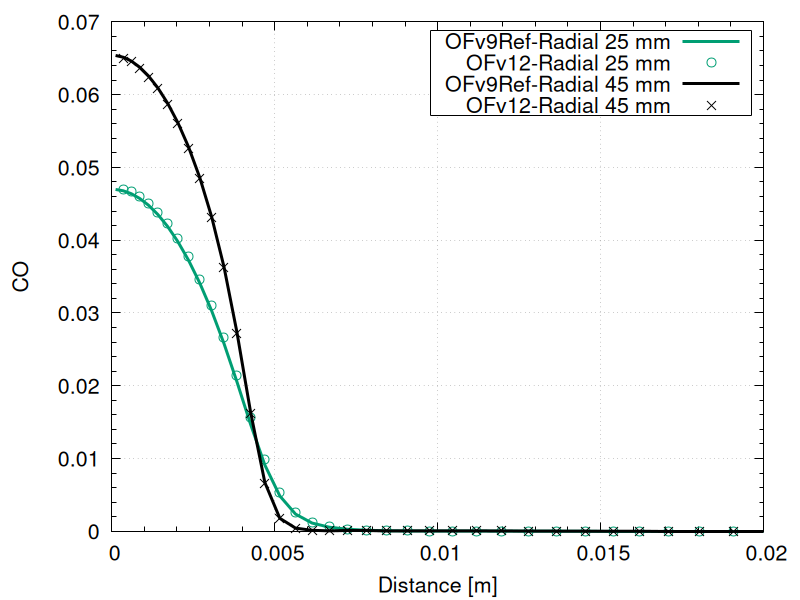 0.07
0.06
0.05
0.04
0.03
0.02
0.01
0
CO
OFv9Ref-Radial 25 mm
OFv12-Radial 25 mm
OFv9Ref-Radial 45 mm
OFv12-Radial 45 mm
0 0.005 0.01 0.015 0.02
Distance [m]